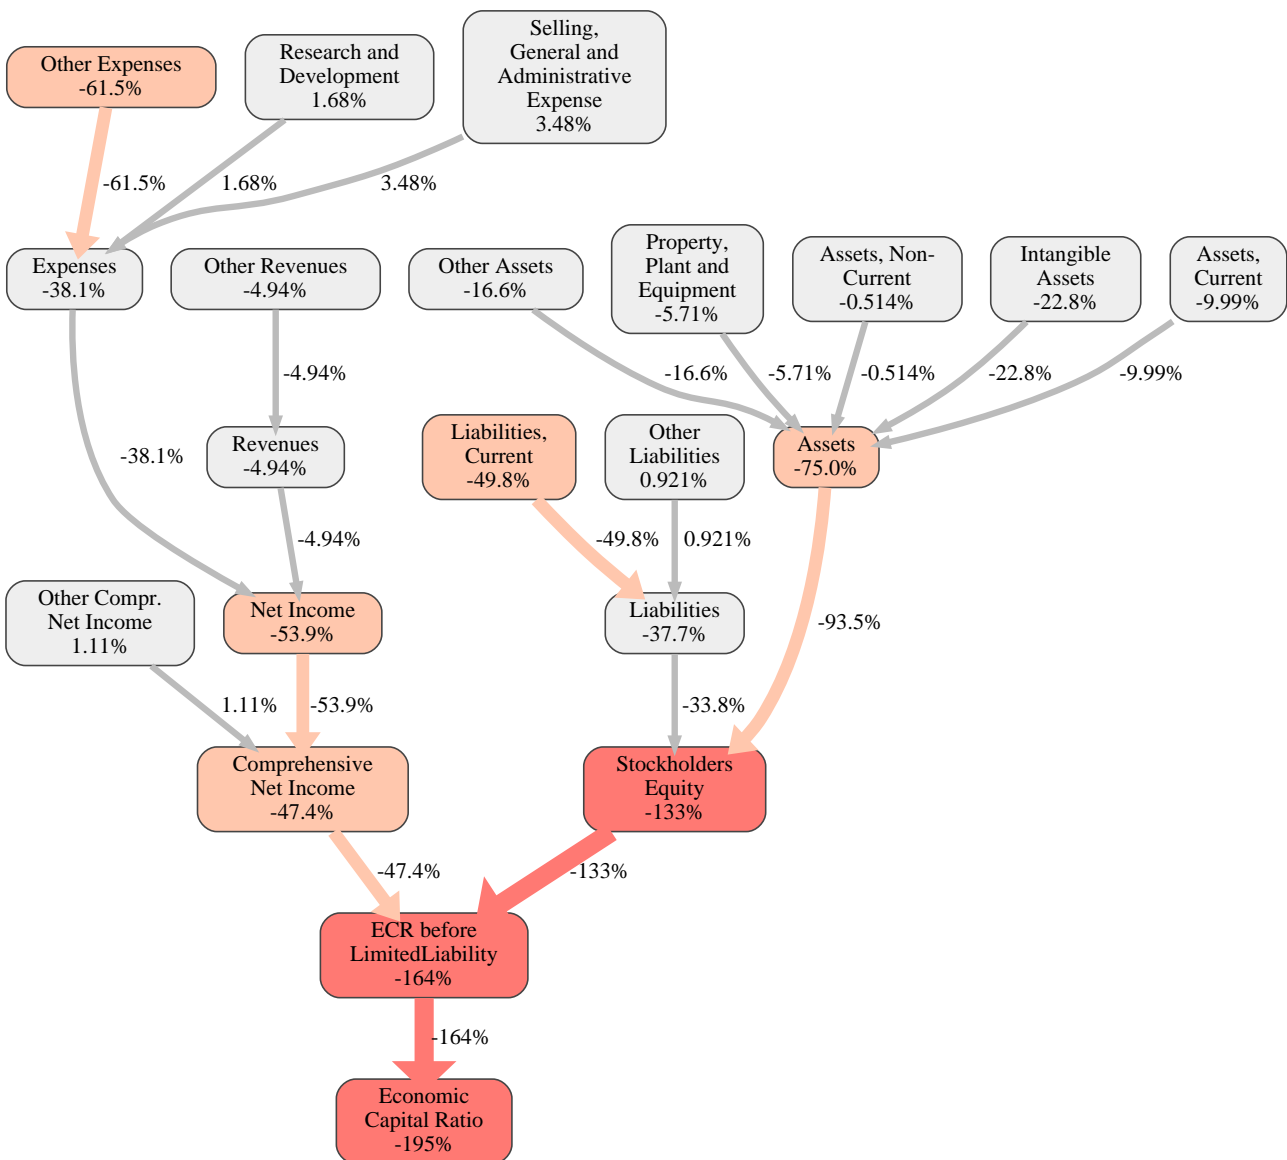 Other Expenses
-61.5%
Research and
Development
1.68%
Selling,
General and
Administrative
Expense
3.48%
-61.5%
1.68%
3.48%
Expenses
-38.1%
Other Revenues
-4.94%
Other Assets
-16.6%
Property,
Plant and
Equipment
-5.71%
Assets, Non-
Current
-0.514%
Intangible
Assets
-22.8%
Assets,
Current
-9.99%
-4.94%
-16.6%
-5.71%
-0.514%
-22.8%
-9.99%
-38.1%
Revenues
-4.94%
Liabilities,
Current
-49.8%
Other
Liabilities
0.921%
Assets
-75.0%
-4.94%
-49.8%
0.921%
Other Compr.
Net Income
1.11%
Net Income
-53.9%
Liabilities
-37.7%
-93.5%
1.11%
-53.9%
-33.8%
Comprehensive
Net Income
-47.4%
Stockholders
Equity
-133%
-47.4%
-133%
ECR before
LimitedLiability
-164%
-164%
Economic
Capital Ratio
-195%